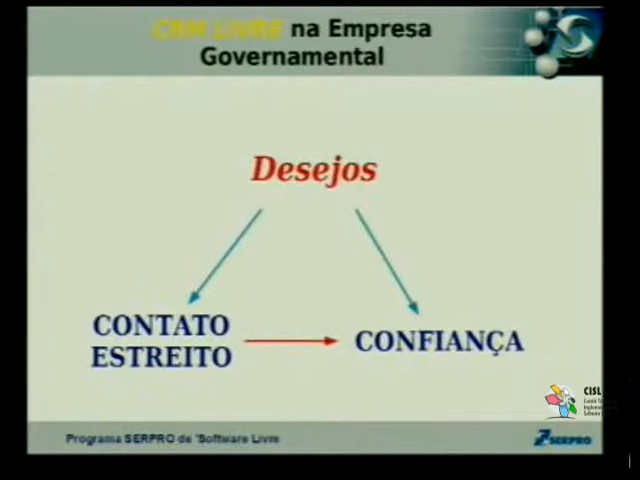 CRM LIVRE na Empresa
Governamental
Desejos
CONTATO
ESTREITO
CONFIANÇA
CISL
Programa SERPRO de 'Software Livre
SERPRO